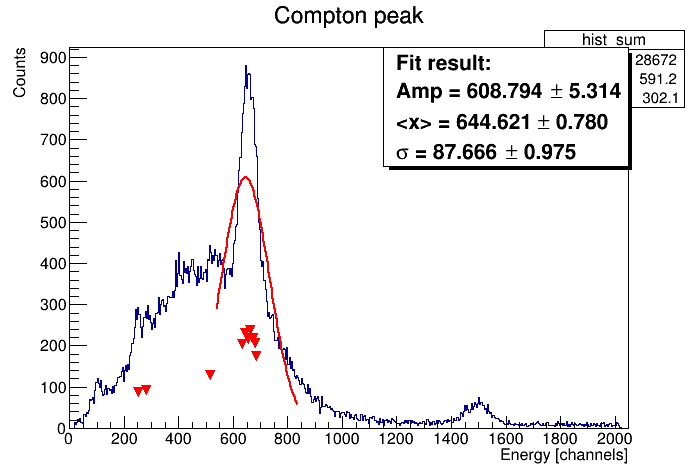 Compton peak
hist_sum
28672
591.2
302.1
Fit result:
Amp = 608.794 ± 5.314
<x> = 644.621 ± 0.780
σ = 87.666 ± 0.975
Counts
900
800
700
600
500
400
300
200
100
0
0 200 400 600 800 1000 1200 1400 1600 1800 2000
Energy [channels]